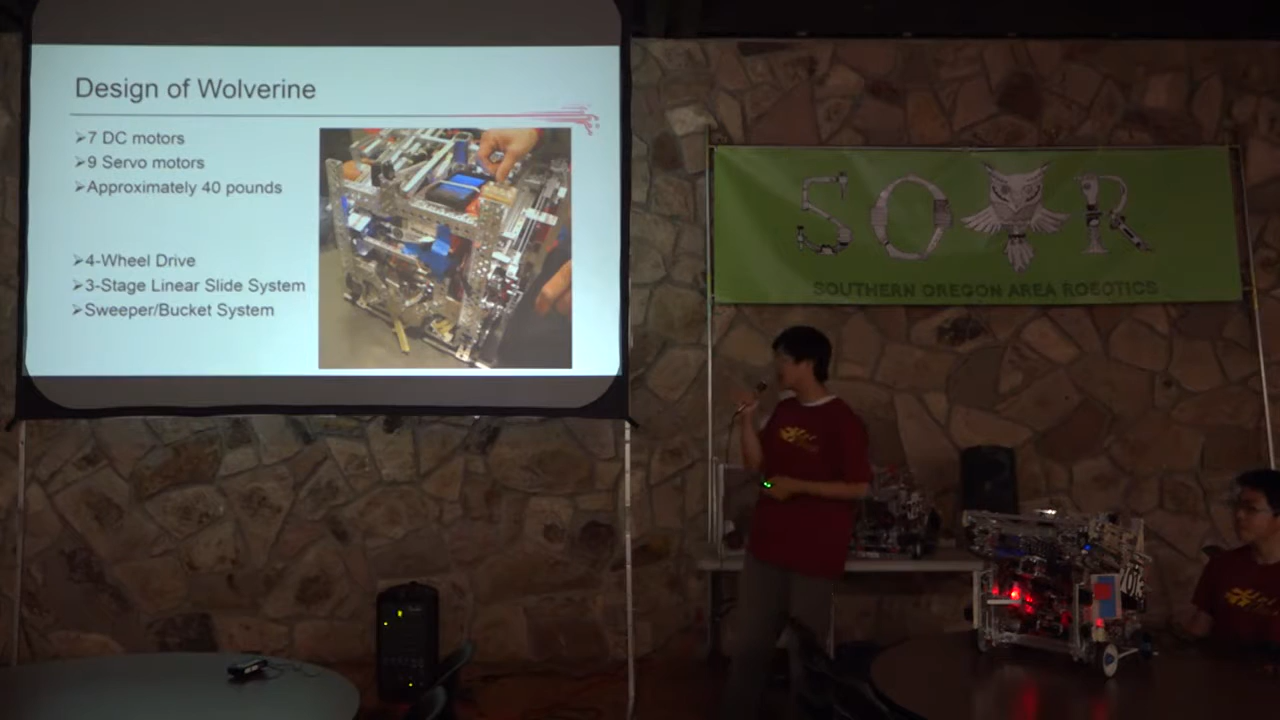 Design of Wolverine
➢7 DC motors
➢9 Servo motors
➢Approximately 40 pounds
➢4-Wheel Drive
➢3-Stage Linear Slide System
➢Sweeper/Bucket System
SOAR
SOUTHERN OREGON AREA ROBOTICS